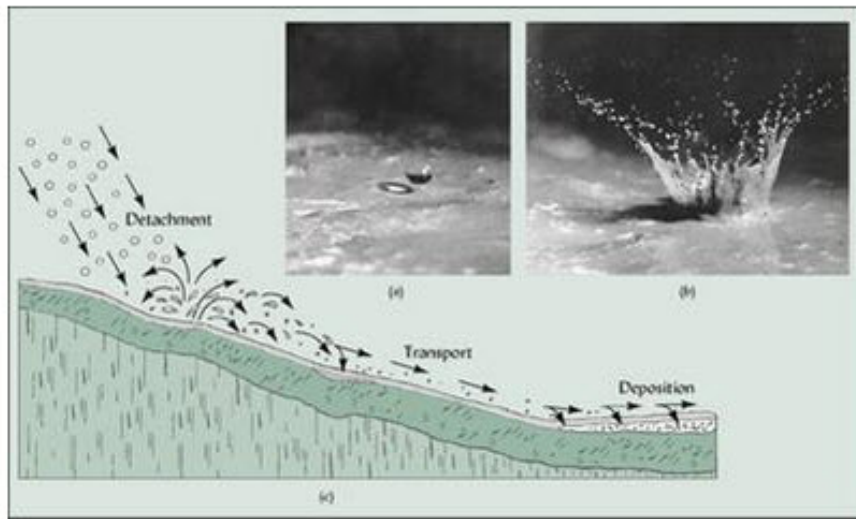 Detachment
(a)
(b)
Transport
Deposition
(c)